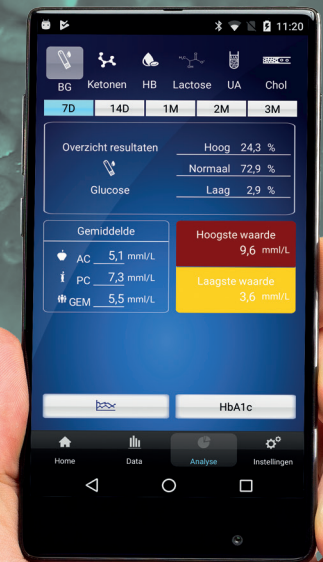 11:20
BG Ketonen HB Lactose UA Chol
7D 14D 1M 2M 3M
Overzicht resultaten
Glucose
Hoog 24,3 %
Normaal 72,9 %
Laag 2,9 %
Gemiddelde
AC 5,1 mml/L
PC 7,3 mml/L
GEM 5,5 mml/L
Hoogste waarde
9,6 mml/L
Laagste waarde
3,6 mml/L
HbA1c
Home Data Analyse Instellingen